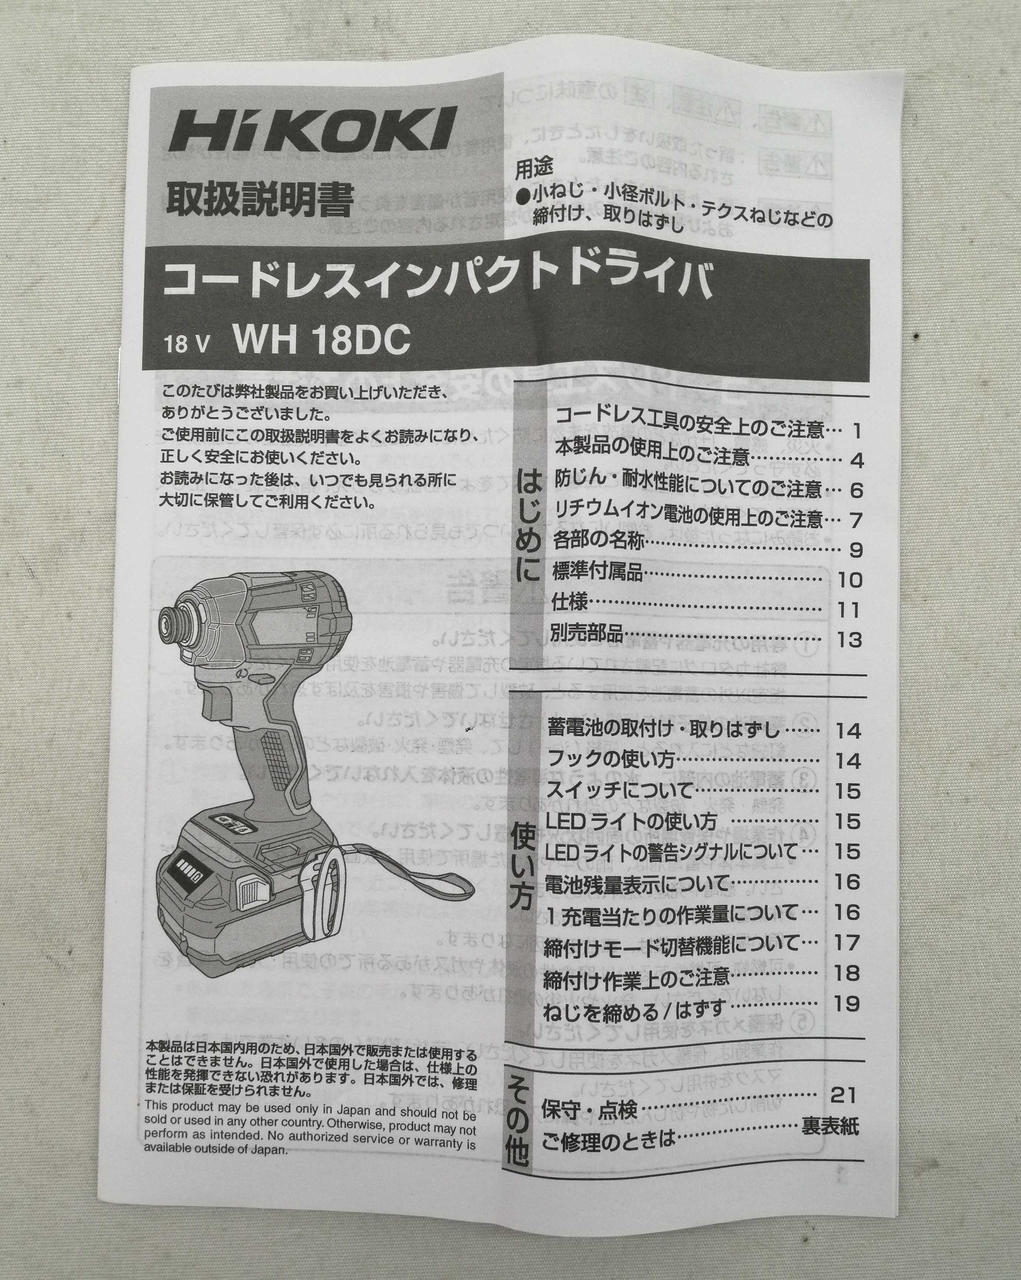 HiKOKI
取扱説明書
用途
●小ねじ・小径ボルト・テクスねじなどの
締付け、取りはずし
コードレスインパクトドライバ
18 V WH 18DC
このたびは弊社製品をお買い上げいただき、
ありがとうございました。
ご使用前にこの取扱説明書をよくお読みになり、
正しく安全にお使いください。
お読みになった後は、いつでも見られる所に
大切に保管してご利用ください。
はじめに
コードレス工具の安全上のご注意… 1
本製品の使用上のご注意…………… 4
防じん・耐水性能についてのご注意… 6
リチウムイオン電池の使用上のご注意… 7
各部の名称…………………………… 9
標準付属品…………………………… 10
仕様…………………………………… 11
別売部品……………………………… 13
使い方
蓄電池の取付け・取りはずし…… 14
フックの使い方…………………… 14
スイッチについて………………… 15
LEDライトの使い方 …………… 15
LEDライトの警告シグナルについて… 15
電池残量表示について…………… 16
1充電当たりの作業量について… 16
締付けモード切替機能について… 17
締付け作業上のご注意…………… 18
ねじを締める/はずす…………… 19
その他
保守・点検………………………… 21
ご修理のときは………………裏表紙
本製品は日本国内用のため、日本国外で販売または使用する
ことはできません。日本国外で使用した場合は、仕様上の
性能を発揮できない恐れがあります。日本国外では、修理
または保証を受けられません。
This product may be used only in Japan and should not be
sold or used in any other country. Otherwise, product may not
perform as intended. No authorized service or warranty is
available outside of Japan.